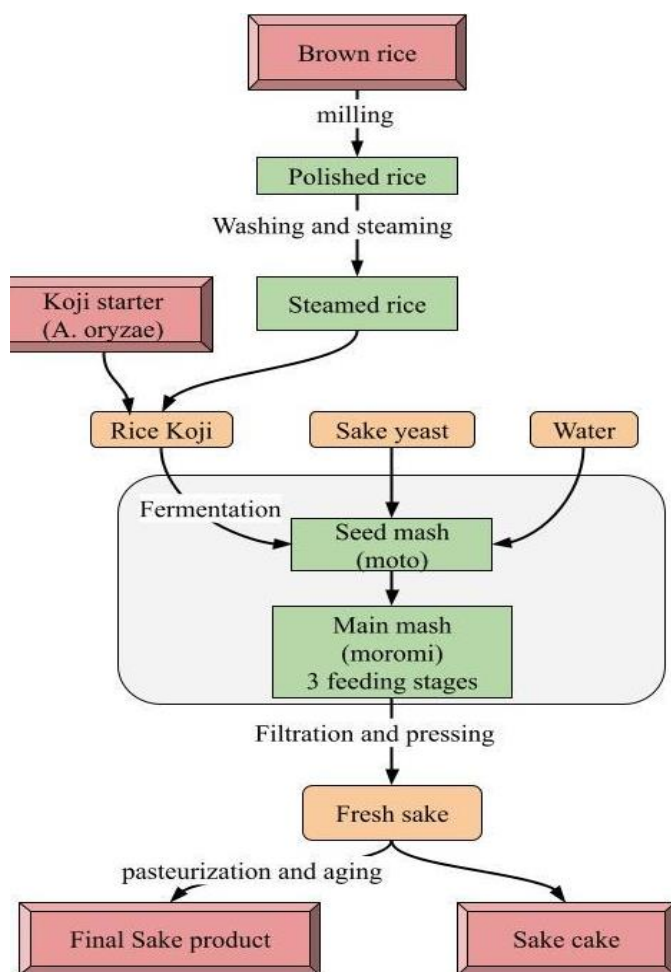 Brown rice
milling
Polished rice
Washing and steaming
Koji starter
(A. oryzae)
Steamed rice
Rice Koji
Sake yeast
Water
Fermentation
Seed mash
(moto)
Main mash
(moromi)
3 feeding stages
Filtration and pressing
Fresh sake
pasteurization and aging
Final Sake product
Sake cake